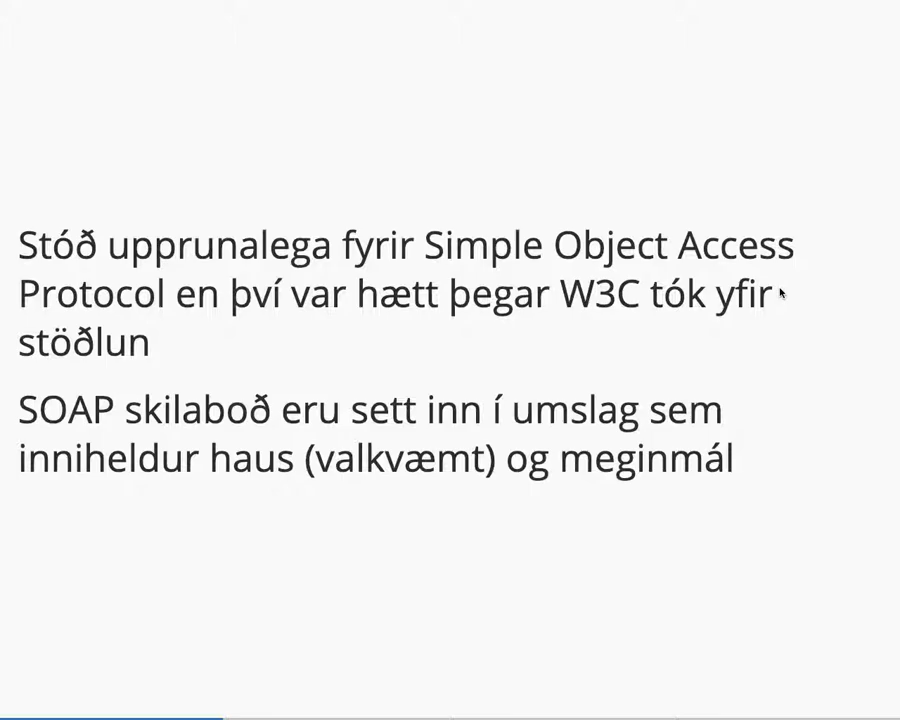 Stóð upprunalega fyrir Simple Object Access
Protocol en því var hætt þegar W3C tók yfir
stöðlun
SOAP skilaboð eru sett inn í umslag sem
inniheldur haus (valkvæmt) og meginmál